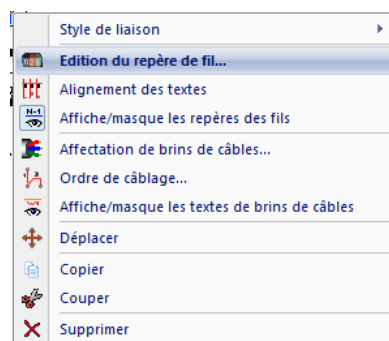 Style de liaison
Edition du repère de fil...
Alignement des textes
Affiche/masque les repères des fils
Affectation de brins de câbles...
Ordre de câblage...
Affiche/masque les textes de brins de câbles
Déplacer
Copier
Couper
Supprimer